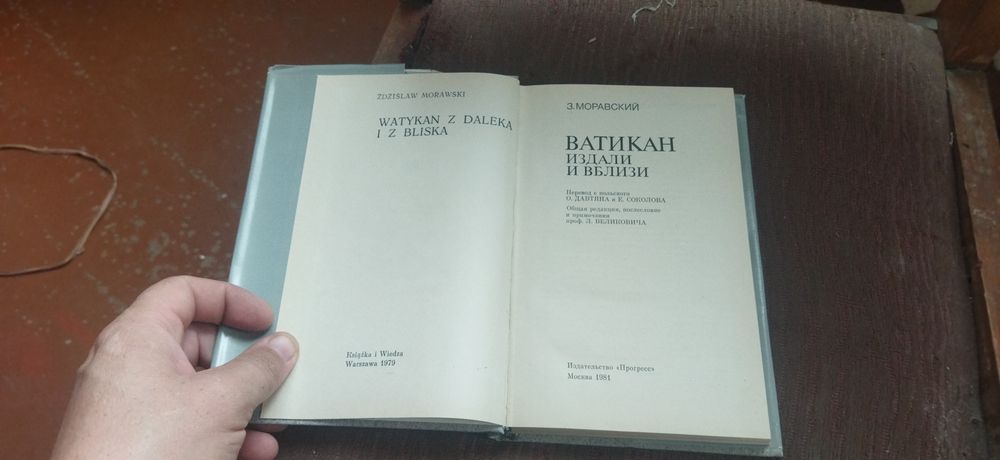 ZDZISŁAW MORAWSKI
WATYKAN Z DALEKA
I Z BLISKA
Książka i Wiedza
Warszawa 1979
З. МОРАВСКИЙ
ВАТИКАН
ИЗДАЛИ
И ВБЛИЗИ
Перевод с польского
О. ДАВТЯНА и Е. СОКОЛОВА
Общая редакция, послесловие
и примечания
проф. Л. ВЕЛИКОВИЧА
Издательство «Прогресс»
Москва 1981